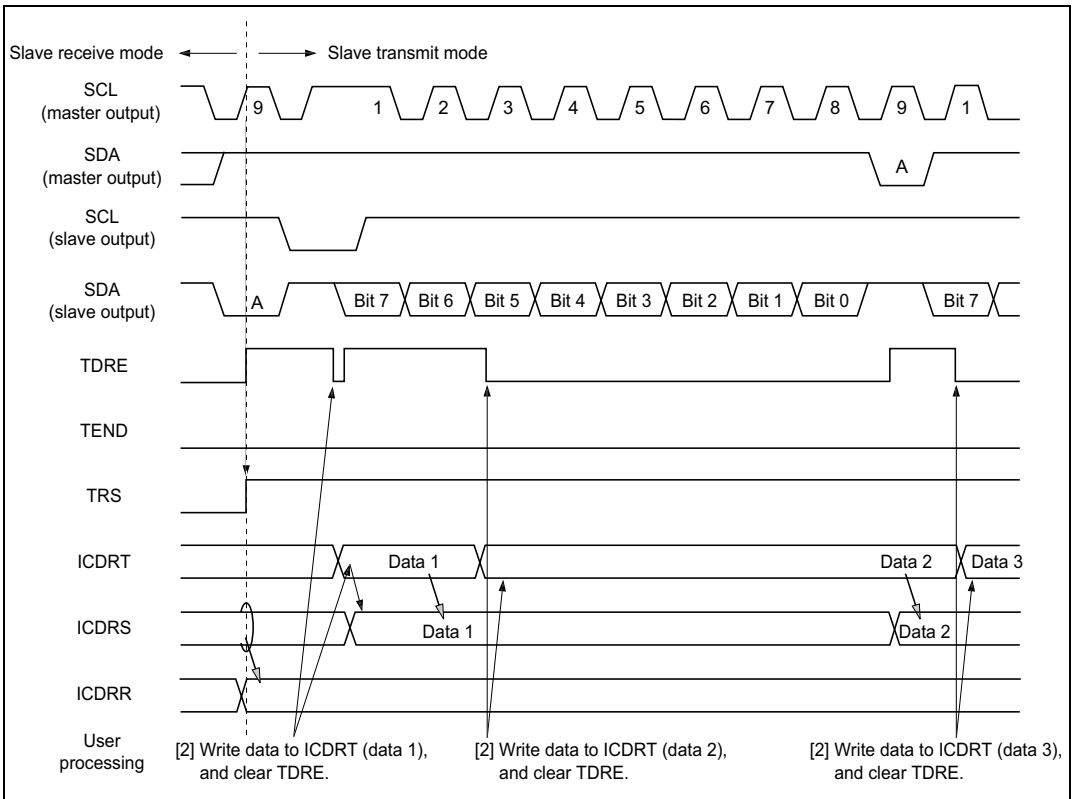 Slave receive mode Slave transmit mode
SCL
(master output)
9 1 2 3 4 5 6 7 8 9 1
SDA
(master output)
A
SCL
(slave output)
SDA
(slave output)
A Bit 7 Bit 6 Bit 5 Bit 4 Bit 3 Bit 2 Bit 1 Bit 0 Bit 7
TDRE
TEND
TRS
ICDRT
Data 1 Data 2 Data 3
ICDRS
Data 1 Data 2
ICDRR
User
processing
[2] Write data to ICDRT (data 1),
and clear TDRE.
[2] Write data to ICDRT (data 2),
and clear TDRE.
[2] Write data to ICDRT (data 3),
and clear TDRE.